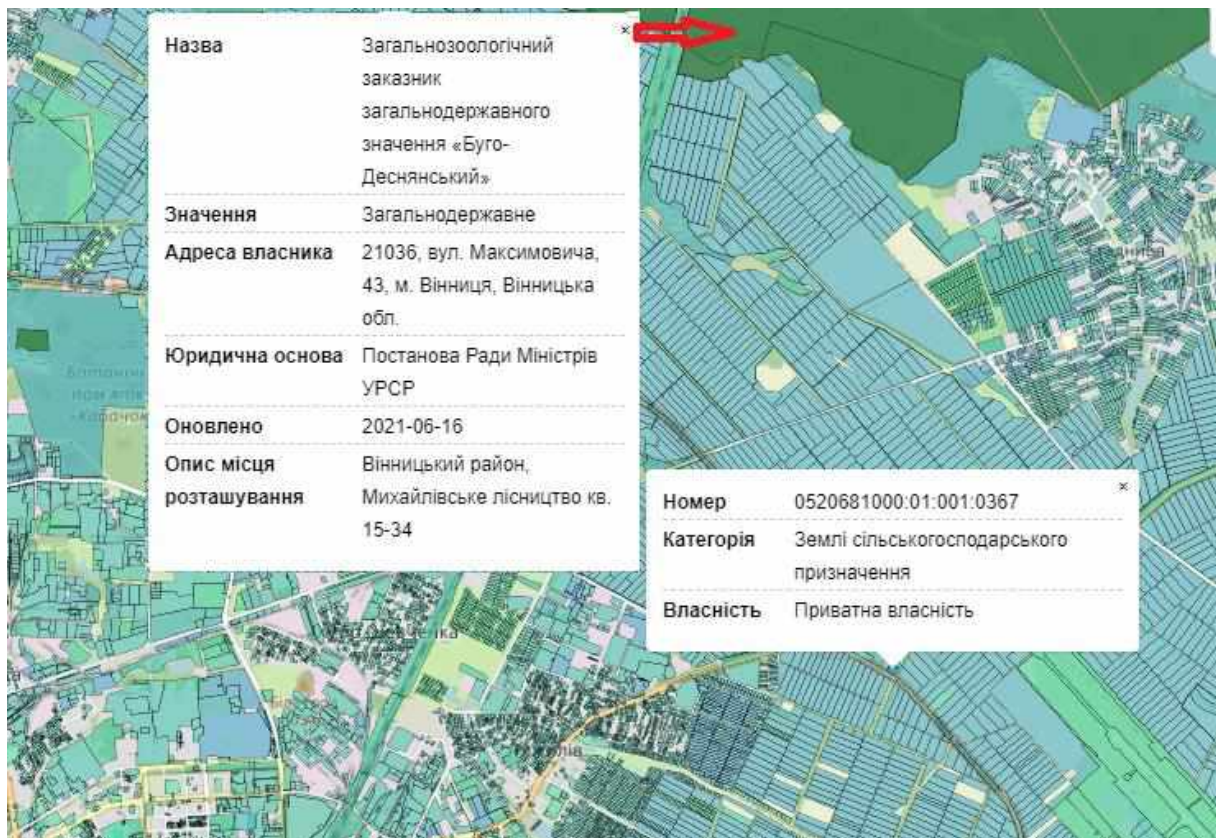 Назва Загальнозоологічний
заказник
загальнодержавного
значення «Буго-
Деснянський»
Значення Загальнодержавне
Адреса власника 21036, вул. Максимовича,
43, м. Вінниця, Вінницька
обл.
Юридична основа Постанова Ради Міністрів
УРСР
Оновлено 2021-06-16
Опис місця Вінницький район,
розташування Михайлівське лісництво кв.
15-34
Номер 0520681000:01:001:0367
Категорія Землі сільськогосподарського
призначення
Власність Приватна власність